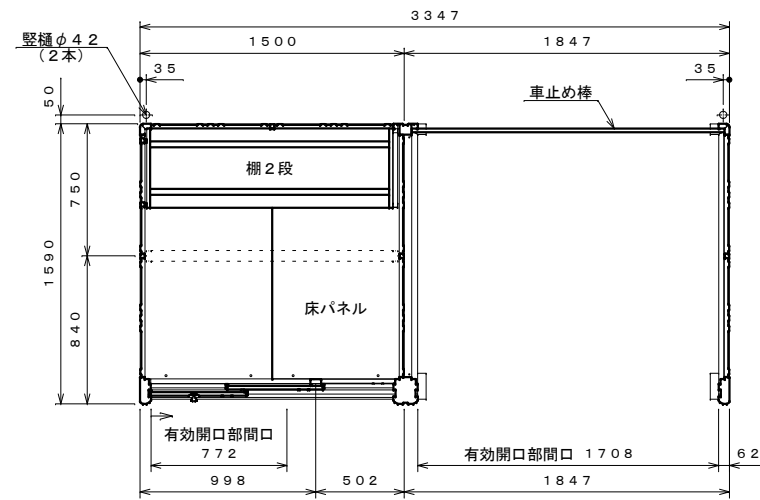 ３３４７
１５００
１８４７
竪樋φ４２
（２本）
３５
３５
５０
車止め棒
棚２段
７５０
１５９０
８４０
床パネル
有効開口部間口
７７２
有効開口部間口 １７０８
６２
９９８
５０２
１８４７